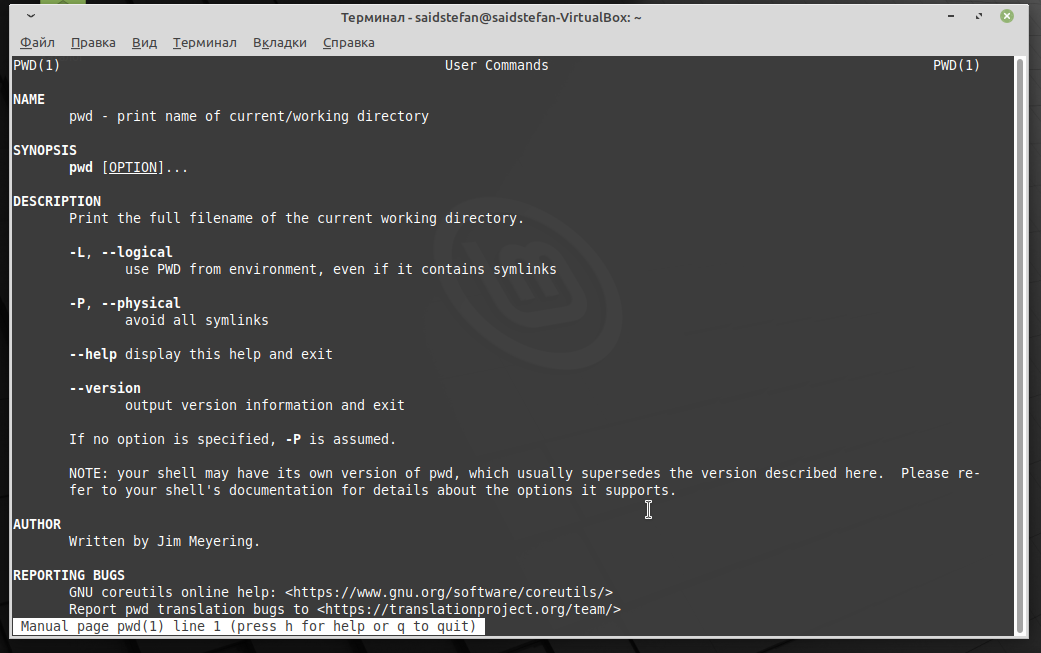 Терминал - saidstefan@saidstefan-VirtualBox: ~
Файл Правка Вид Терминал Вкладки Справка
PWD(1) User Commands PWD(1)
NAME
pwd - print name of current/working directory
SYNOPSIS
pwd [OPTION]...
DESCRIPTION
Print the full filename of the current working directory.
-L, --logical
use PWD from environment, even if it contains symlinks
-P, --physical
avoid all symlinks
--help display this help and exit
--version
output version information and exit
If no option is specified, -P is assumed.
NOTE: your shell may have its own version of pwd, which usually supersedes the version described here.  Please re-
fer to your shell's documentation for details about the options it supports.
AUTHOR
Written by Jim Meyering.
REPORTING BUGS
GNU coreutils online help: <https://www.gnu.org/software/coreutils/>
Report pwd translation bugs to <https://translationproject.org/team/>
Manual page pwd(1) line 1 (press h for help or q to quit)